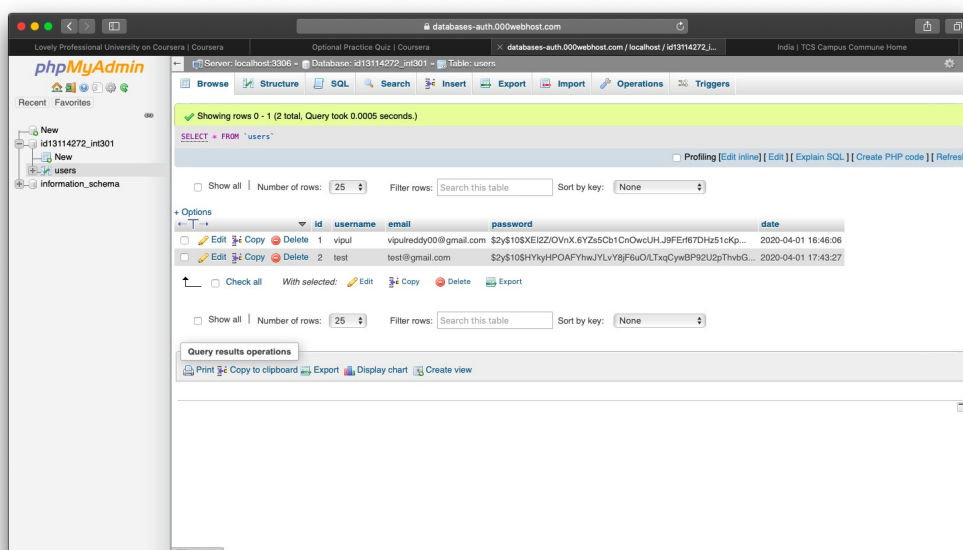 databases-auth.000webhost.com
Lovely Professional University on Coursera | Coursera
Optional Practice Quiz | Coursera
databases-auth.000webhost.com / localhost / id13114272_i...
India | TCS Campus Commune Home
phpMyAdmin
Recent Favorites
New
id13114272_int301
New
users
information_schema
Server: localhost:3306 » Database: id13114272_int301 » Table: users
Browse Structure SQL Search Insert Export Import Operations Triggers
Showing rows 0 - 1 (2 total, Query took 0.0005 seconds.)
SELECT * FROM `users`
Profiling [Edit inline] [ Edit ] [ Explain SQL ] [ Create PHP code ] [ Refresh
Show all | Number of rows: 25 Filter rows: Search this table Sort by key: None
+ Options
←T→ id username email password date
Edit Copy Delete 1 vipul vipulreddy00@gmail.com $2y$10$XEI2Z/OVnX.6YZs5Cb1CnOwcUH.J9FErf67DHz51cKp... 2020-04-01 16:46:06
Edit Copy Delete 2 test test@gmail.com $2y$10$HYkyHPOAFYhwJYLvY8jF6uO/LTxqCywBP92U2pThvbG... 2020-04-01 17:43:27
Check all With selected: Edit Copy Delete Export
Show all | Number of rows: 25 Filter rows: Search this table Sort by key: None
Query results operations
Print Copy to clipboard Export Display chart Create view